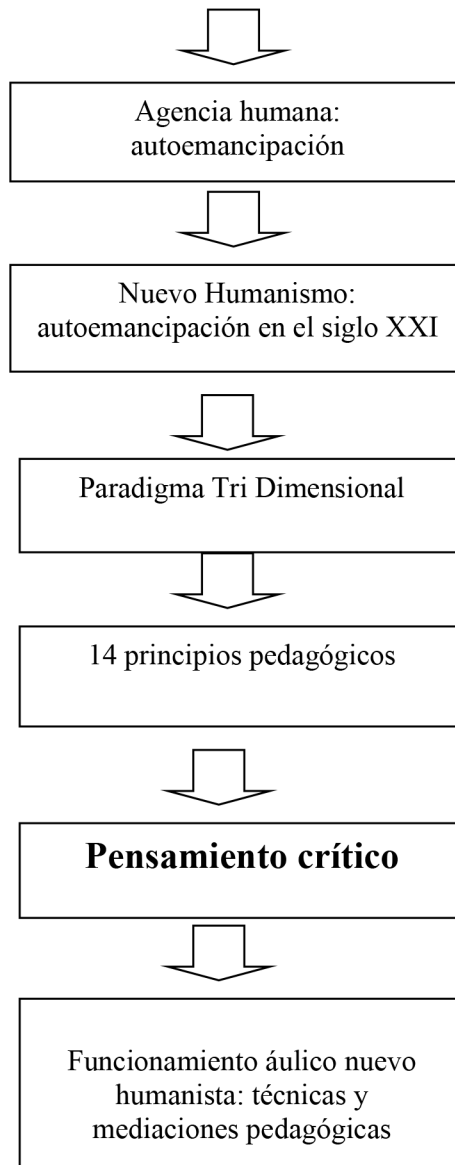 Agencia humana:
autoemancipación
Nuevo Humanismo:
autoemancipación en el siglo XXI
Paradigma Tri Dimensional
14 principios pedagógicos
Pensamiento crítico
Funcionamiento áulico nuevo
humanista: técnicas y
mediaciones pedagógicas